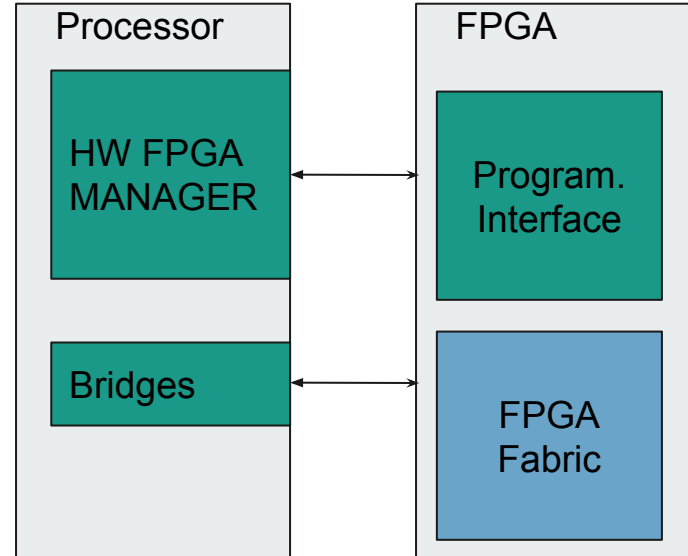 Processor
HW FPGA
MANAGER
Bridges
FPGA
Program.
Interface
FPGA
Fabric